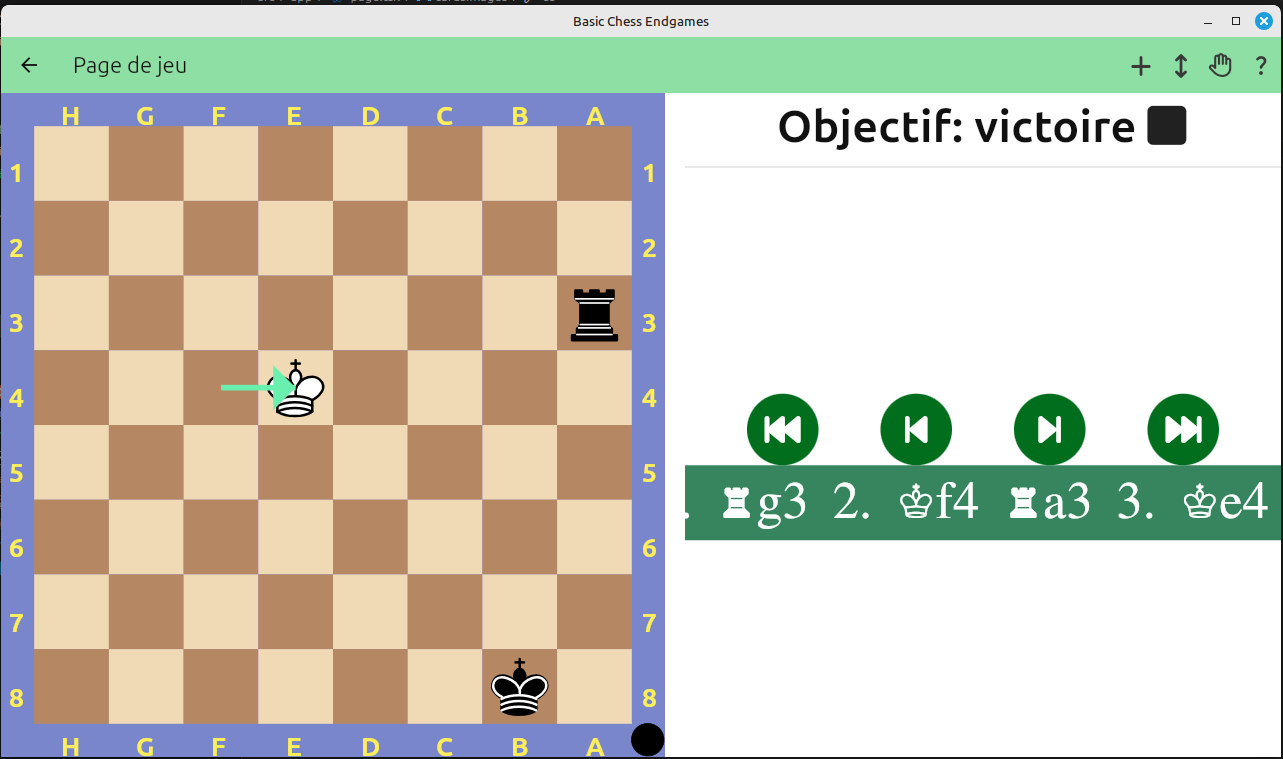 Basic Chess Endgames
Page de jeu
?
H G F E D C B A
1 1
2 2
3 3
4 4
5 5
6 6
7 7
8 8
H G F E D C B A
Objectif: victoire
. ♜g3 2. ♔f4 ♜a3 3. ♔e4